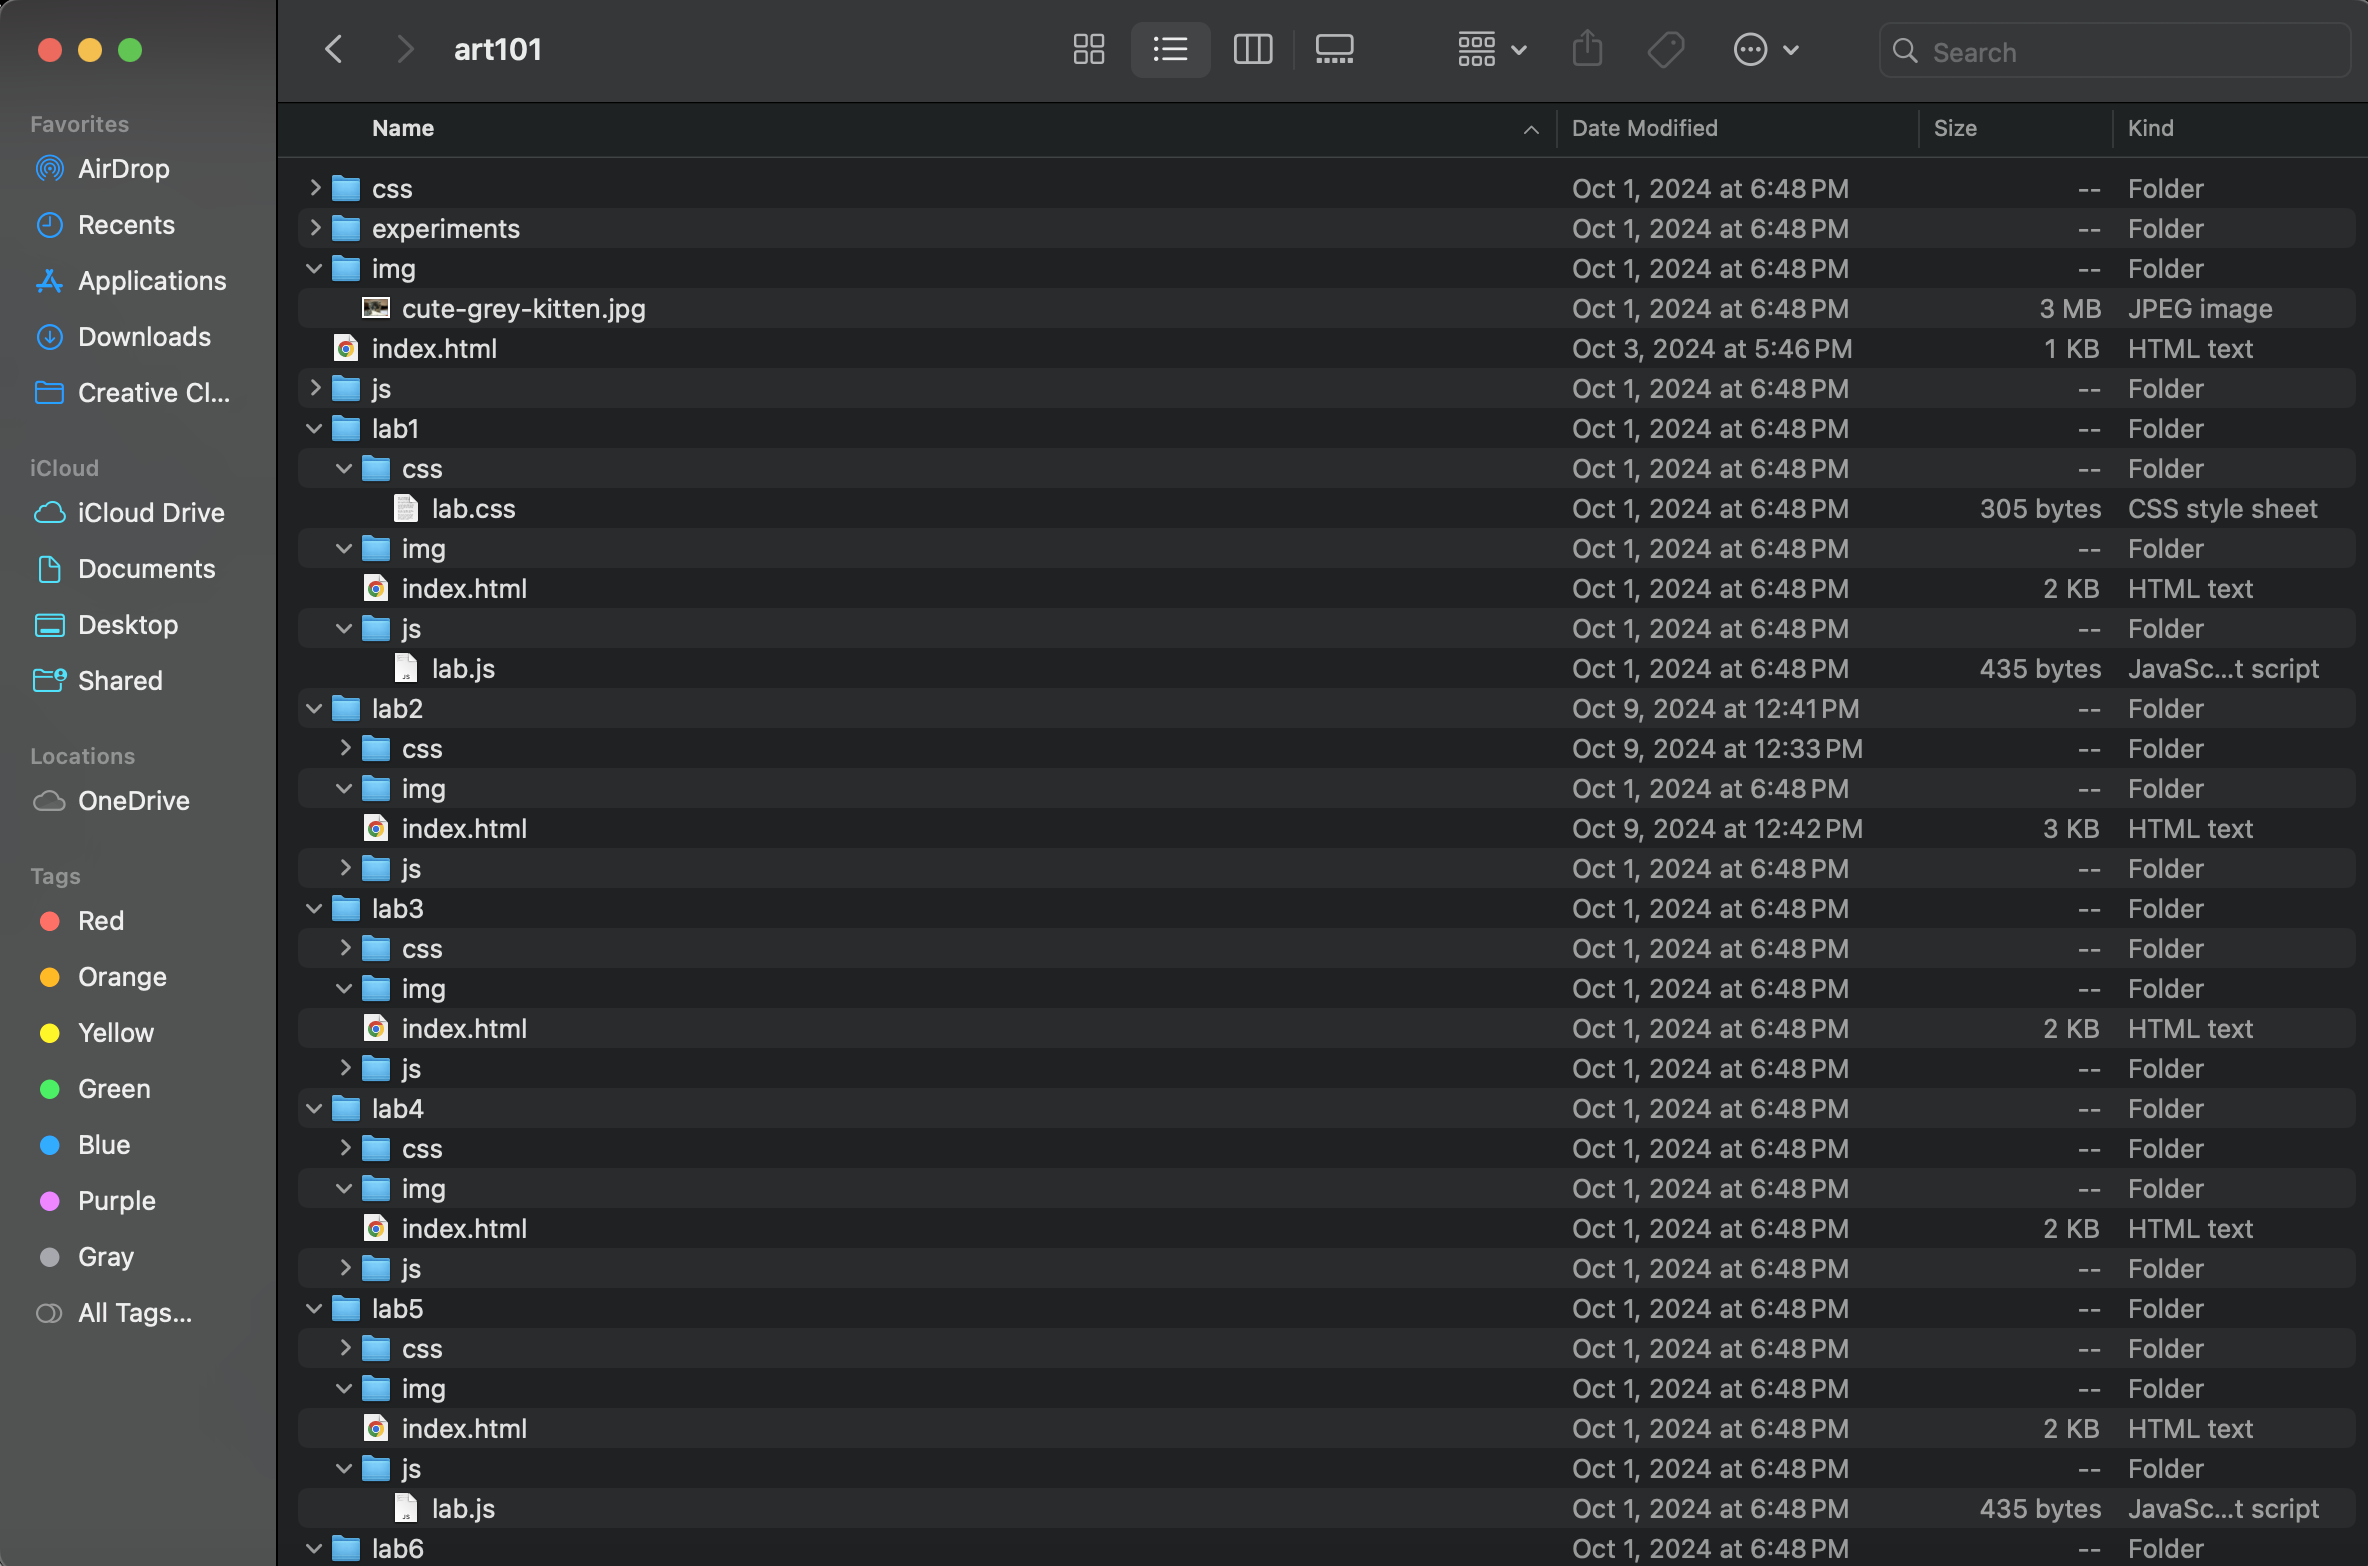 art101
Search
Favorites
AirDrop
Recents
Applications
Downloads
Creative Cl...
iCloud
iCloud Drive
Documents
Desktop
Shared
Locations
OneDrive
Tags
Red
Orange
Yellow
Green
Blue
Purple
Gray
All Tags...
Name Date Modified Size Kind
css Oct 1, 2024 at 6:48 PM -- Folder
experiments Oct 1, 2024 at 6:48 PM -- Folder
img Oct 1, 2024 at 6:48 PM -- Folder
cute-grey-kitten.jpg Oct 1, 2024 at 6:48 PM 3 MB JPEG image
index.html Oct 3, 2024 at 5:46 PM 1 KB HTML text
js Oct 1, 2024 at 6:48 PM -- Folder
lab1 Oct 1, 2024 at 6:48 PM -- Folder
css Oct 1, 2024 at 6:48 PM -- Folder
lab.css Oct 1, 2024 at 6:48 PM 305 bytes CSS style sheet
img Oct 1, 2024 at 6:48 PM -- Folder
index.html Oct 1, 2024 at 6:48 PM 2 KB HTML text
js Oct 1, 2024 at 6:48 PM -- Folder
lab.js Oct 1, 2024 at 6:48 PM 435 bytes JavaSc...t script
lab2 Oct 9, 2024 at 12:41 PM -- Folder
css Oct 9, 2024 at 12:33 PM -- Folder
img Oct 1, 2024 at 6:48 PM -- Folder
index.html Oct 9, 2024 at 12:42 PM 3 KB HTML text
js Oct 1, 2024 at 6:48 PM -- Folder
lab3 Oct 1, 2024 at 6:48 PM -- Folder
css Oct 1, 2024 at 6:48 PM -- Folder
img Oct 1, 2024 at 6:48 PM -- Folder
index.html Oct 1, 2024 at 6:48 PM 2 KB HTML text
js Oct 1, 2024 at 6:48 PM -- Folder
lab4 Oct 1, 2024 at 6:48 PM -- Folder
css Oct 1, 2024 at 6:48 PM -- Folder
img Oct 1, 2024 at 6:48 PM -- Folder
index.html Oct 1, 2024 at 6:48 PM 2 KB HTML text
js Oct 1, 2024 at 6:48 PM -- Folder
lab5 Oct 1, 2024 at 6:48 PM -- Folder
css Oct 1, 2024 at 6:48 PM -- Folder
img Oct 1, 2024 at 6:48 PM -- Folder
index.html Oct 1, 2024 at 6:48 PM 2 KB HTML text
js Oct 1, 2024 at 6:48 PM -- Folder
lab.js Oct 1, 2024 at 6:48 PM 435 bytes JavaSc...t script
lab6 Oct 1, 2024 at 6:48 PM -- Folder